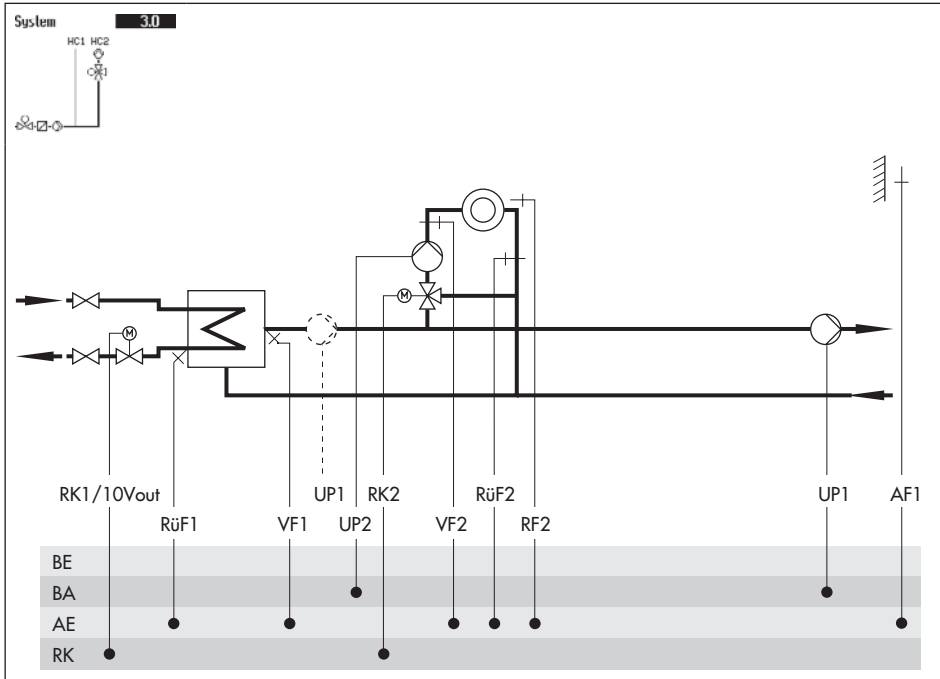 System 3.0
HC1 HC2
M
M
RK1/10Vout UP1 RK2 RüF2 UP1 AF1
RüF1 VF1 UP2 VF2 RF2
BE
BA
AE
RK